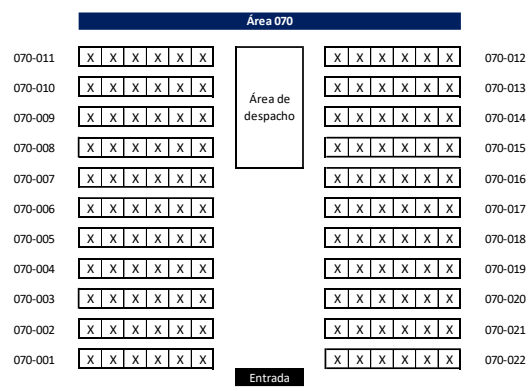 Área 070
070-011 X X X X X X X X X X X X 070-012
070-010 X X X X X X X X X X X X 070-013
Área de
despacho
070-009 X X X X X X X X X X X X 070-014
070-008 X X X X X X X X X X X X 070-015
070-007 X X X X X X X X X X X X 070-016
070-006 X X X X X X X X X X X X 070-017
070-005 X X X X X X X X X X X X 070-018
070-004 X X X X X X X X X X X X 070-019
070-003 X X X X X X X X X X X X 070-020
070-002 X X X X X X X X X X X X 070-021
070-001 X X X X X X X X X X X X 070-022
Entrada